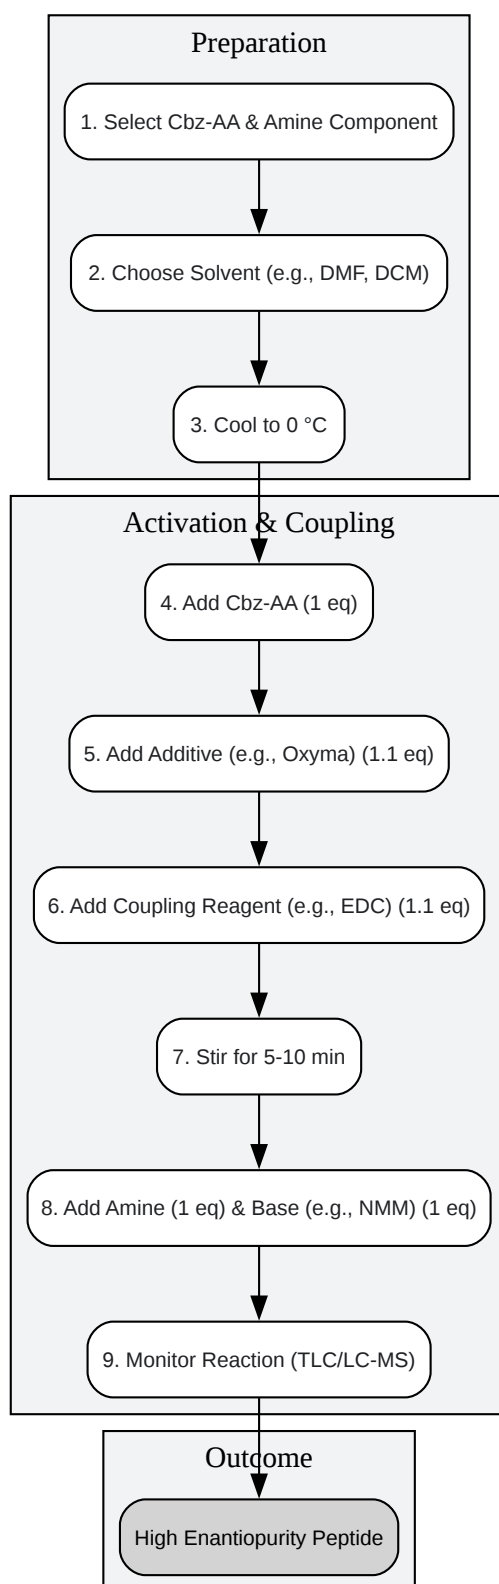 Preparation
1. Select Cbz-AA & Amine Component
2. Choose Solvent (e.g., DMF, DCM)
3. Cool to 0 °C
Activation & Coupling
4. Add Cbz-AA (1 eq)
5. Add Additive (e.g., Oxyma) (1.1 eq)
6. Add Coupling Reagent (e.g., EDC) (1.1 eq)
7. Stir for 5-10 min
8. Add Amine (1 eq) & Base (e.g., NMM) (1 eq)
9. Monitor Reaction (TLC/LC-MS)
Outcome
High Enantiopurity Peptide